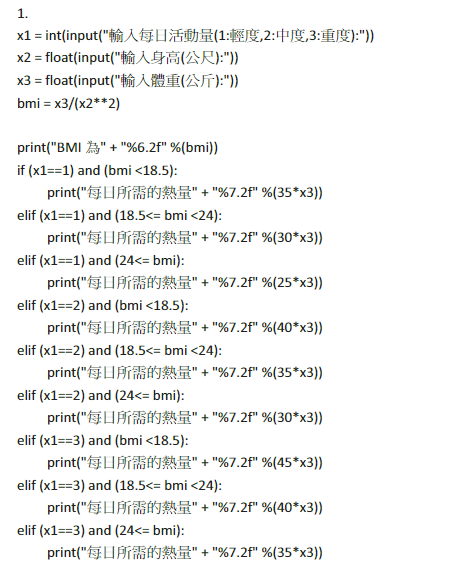 1.
x1 = int(input("輸入每日活動量(1:輕度,2:中度,3:重度):"))
x2 = float(input("輸入身高(公尺):"))
x3 = float(input("輸入體重(公斤):"))
bmi = x3/(x2**2)
print("BMI 為" + "%6.2f" %(bmi))
if (x1==1) and (bmi <18.5):
print("每日所需的熱量" + "%7.2f" %(35*x3))
elif (x1==1) and (18.5<= bmi <24):
print("每日所需的熱量" + "%7.2f" %(30*x3))
elif (x1==1) and (24<= bmi):
print("每日所需的熱量" + "%7.2f" %(25*x3))
elif (x1==2) and (bmi <18.5):
print("每日所需的熱量" + "%7.2f" %(40*x3))
elif (x1==2) and (18.5<= bmi <24):
print("每日所需的熱量" + "%7.2f" %(35*x3))
elif (x1==2) and (24<= bmi):
print("每日所需的熱量" + "%7.2f" %(30*x3))
elif (x1==3) and (bmi <18.5):
print("每日所需的熱量" + "%7.2f" %(45*x3))
elif (x1==3) and (18.5<= bmi <24):
print("每日所需的熱量" + "%7.2f" %(40*x3))
elif (x1==3) and (24<= bmi):
print("每日所需的熱量" + "%7.2f" %(35*x3))